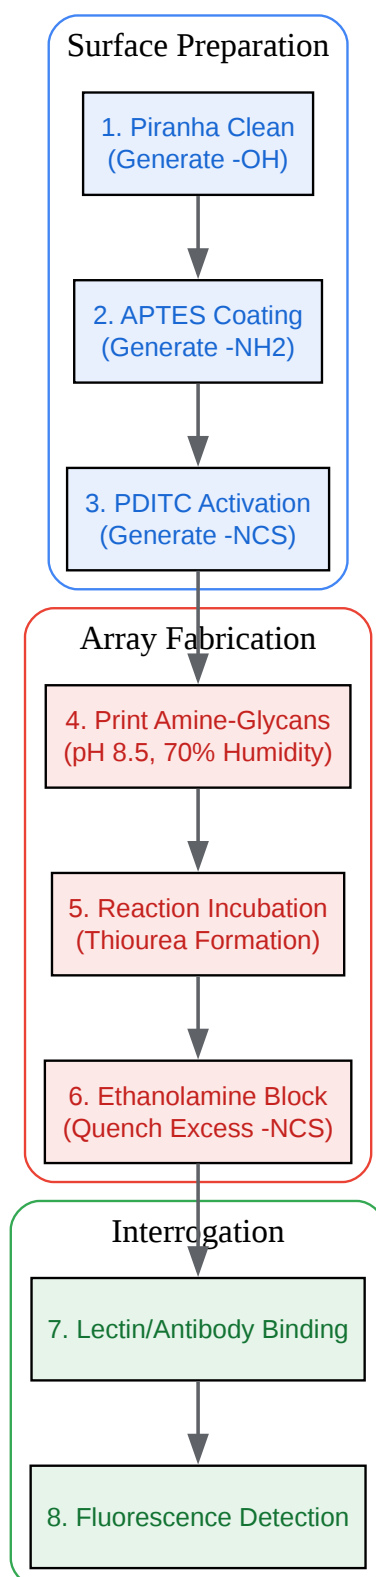 Surface Preparation
1. Piranha Clean
(Generate -OH)
2. APTES Coating
(Generate -NH2)
3. PDITC Activation
(Generate -NCS)
Array Fabrication
4. Print Amine-Glycans
(pH 8.5, 70% Humidity)
5. Reaction Incubation
(Thiourea Formation)
6. Ethanolamine Block
(Quench Excess -NCS)
Interrogation
7. Lectin/Antibody Binding
8. Fluorescence Detection